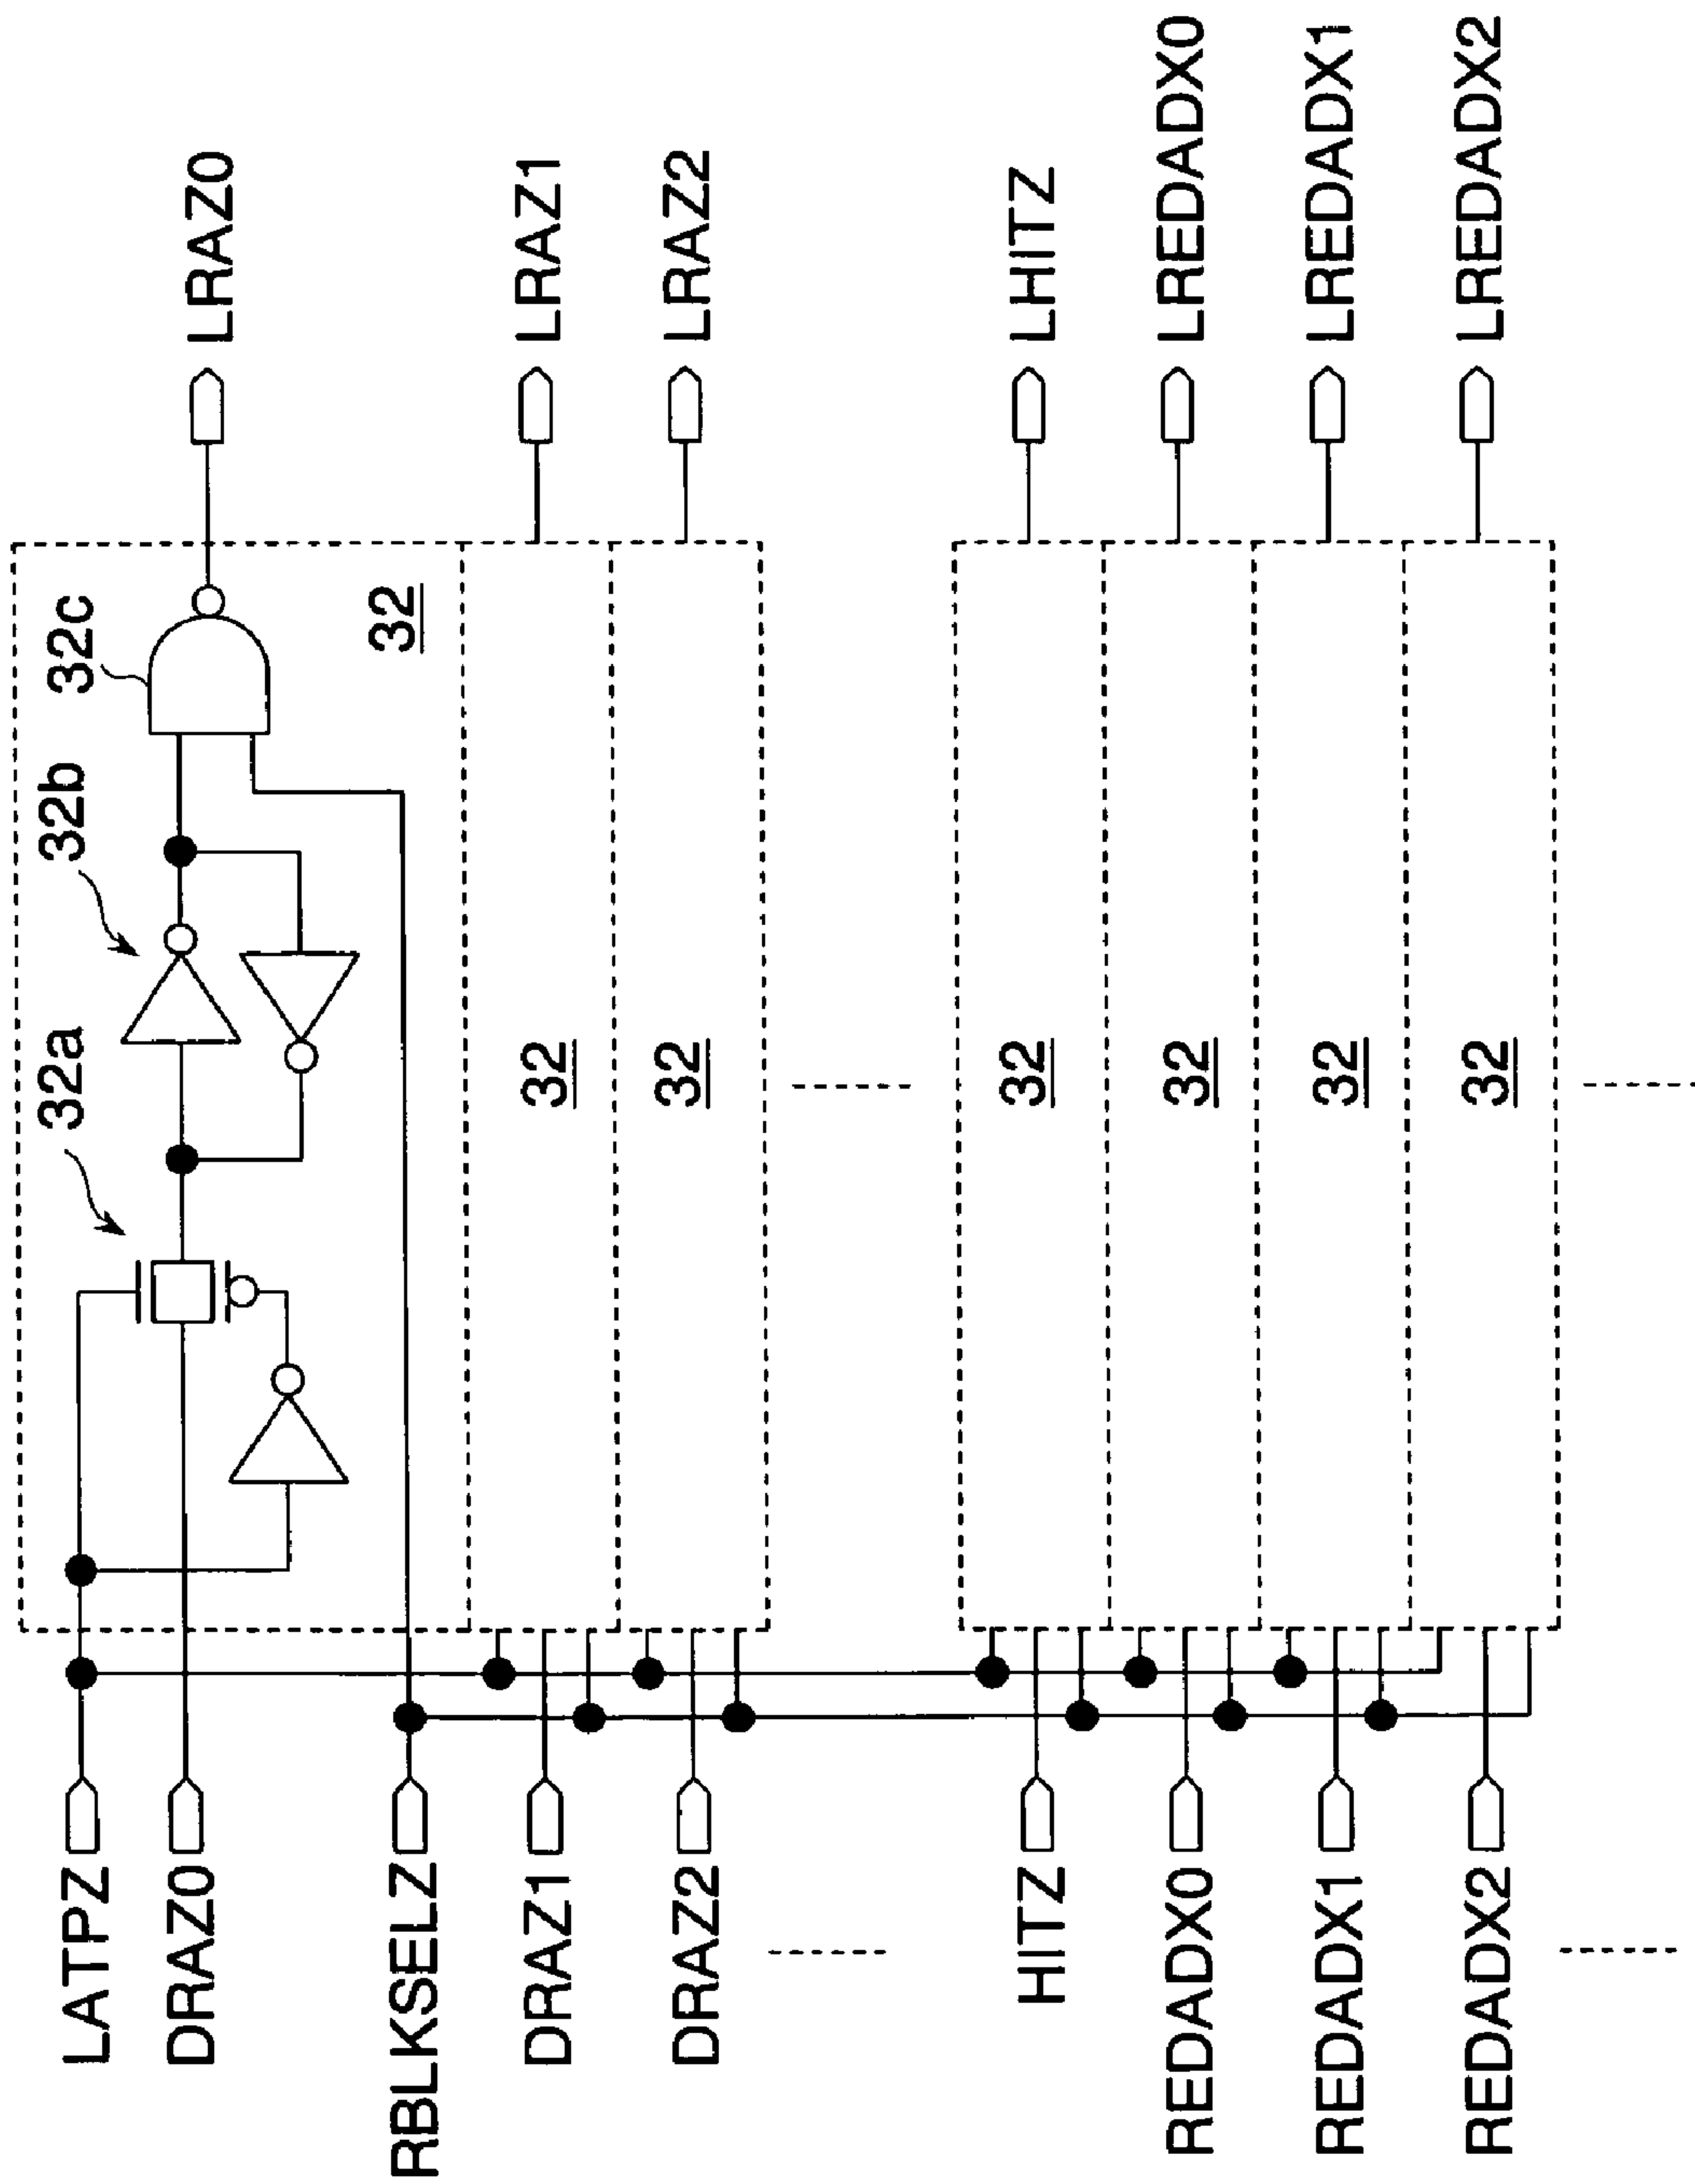 LATPZ
DRAZ0
RBLKSELZ
DRAZ1
DRAZ2
HITZ
REDADX0
REDADX1
REDADX2
32a
32b
32c
32
32
32
32
32
32
32
LRAZ0
LRAZ1
LRAZ2
LHITZ
LREDADX0
LREDADX1
LREDADX2